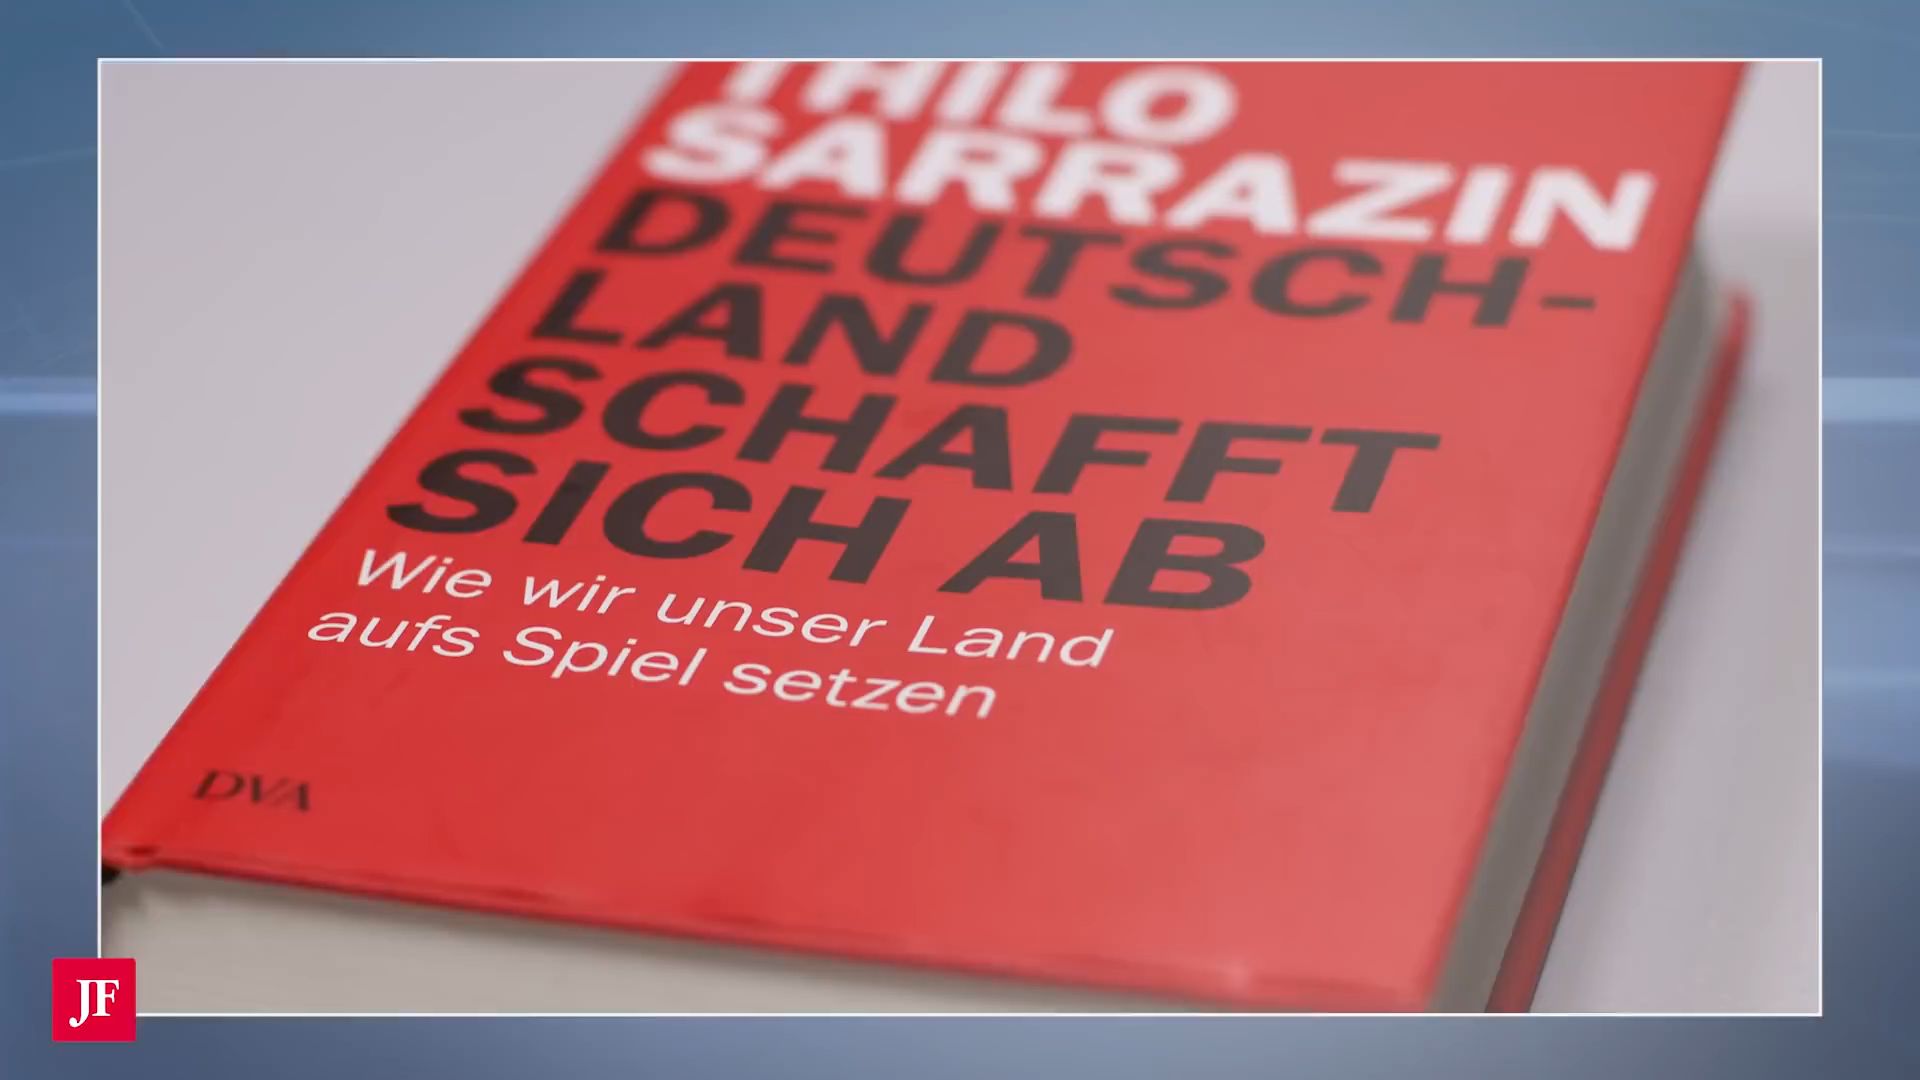 THILO
SARRAZIN
DEUTSCH-
LAND
SCHAFFT
SICH AB
Wie wir unser Land
aufs Spiel setzen
DVA
JF